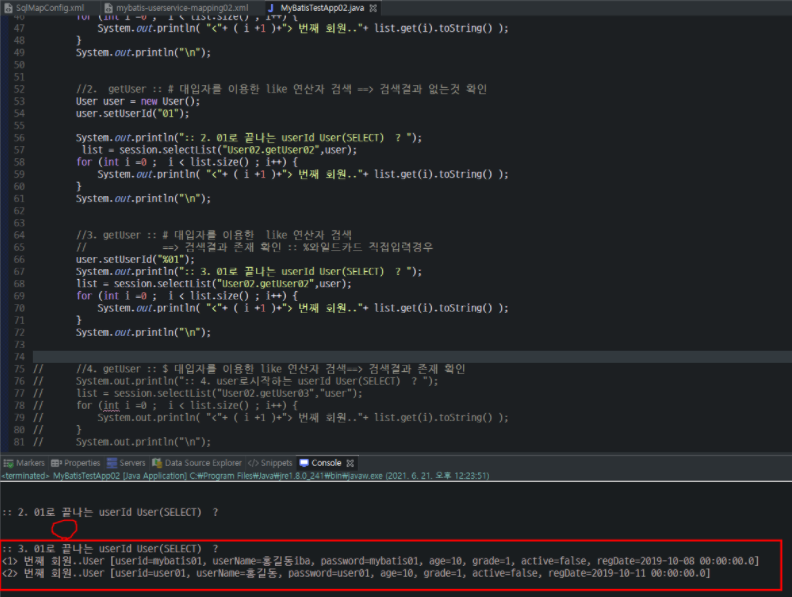 SqlMapConfig.xml mybatis-userservice-mapping02.xml MyBatisTestApp02.java
46 for (int i =0 ;  i < list.size() ; i++) {
47 System.out.println( "<"+ ( i +1 )+"> 번째 회원.."+ list.get(i).toString() );
48 }
49 System.out.println("\n");
50
51
52 //2.  getUser :: # 대입자를 이용한 like 연산자 검색 ==> 검색결과 없는것 확인
53 User user = new User();
54 user.setUserId("01");
55
56 System.out.println(":: 2. 01로 끝나는 userId User(SELECT)  ? ");
57 list = session.selectList("User02.getUser02",user);
58 for (int i =0 ;  i < list.size() ; i++) {
59 System.out.println( "<"+ ( i +1 )+"> 번째 회원.."+ list.get(i).toString() );
60 }
61 System.out.println("\n");
62
63
64 //3. getUser :: # 대입자를 이용한  like 연산자 검색
65 //            ==> 검색결과 존재 확인 :: %와일드카드 직접입력경우
66 user.setUserId("%01");
67 System.out.println(":: 3. 01로 끝나는 userId User(SELECT)  ? ");
68 list = session.selectList("User02.getUser02",user);
69 for (int i =0 ;  i < list.size() ; i++) {
70 System.out.println( "<"+ ( i +1 )+"> 번째 회원.."+ list.get(i).toString() );
71 }
72 System.out.println("\n");
73
74
75 //      //4. getUser :: $ 대입자를 이용한 like 연산자 검색==> 검색결과 존재 확인
76 //      System.out.println(":: 4. user로시작하는 userId User(SELECT)  ? ");
77 //      list = session.selectList("User02.getUser03","user");
78 //      for (int i =0 ;  i < list.size() ; i++) {
79 //          System.out.println( "<"+ ( i +1 )+"> 번째 회원.."+ list.get(i).toString() );
80 //      }
81 //      System.out.println("\n");
Markers Properties Servers Data Source Explorer Snippets Console
<terminated> MyBatisTestApp02 [Java Application] C:₩Program Files₩Java₩jre1.8.0_241₩bin₩javaw.exe (2021. 6. 21. 오후 12:23:51)
:: 2. 01로 끝나는 userId User(SELECT)  ?
:: 3. 01로 끝나는 userId User(SELECT)  ?
<1> 번째 회원..User [userid=mybatis01, userName=홍길동iba, password=mybatis01, age=10, grade=1, active=false, regDate=2019-10-08 00:00:00.0]
<2> 번째 회원..User [userid=user01, userName=홍길동, password=user01, age=10, grade=1, active=false, regDate=2019-10-11 00:00:00.0]